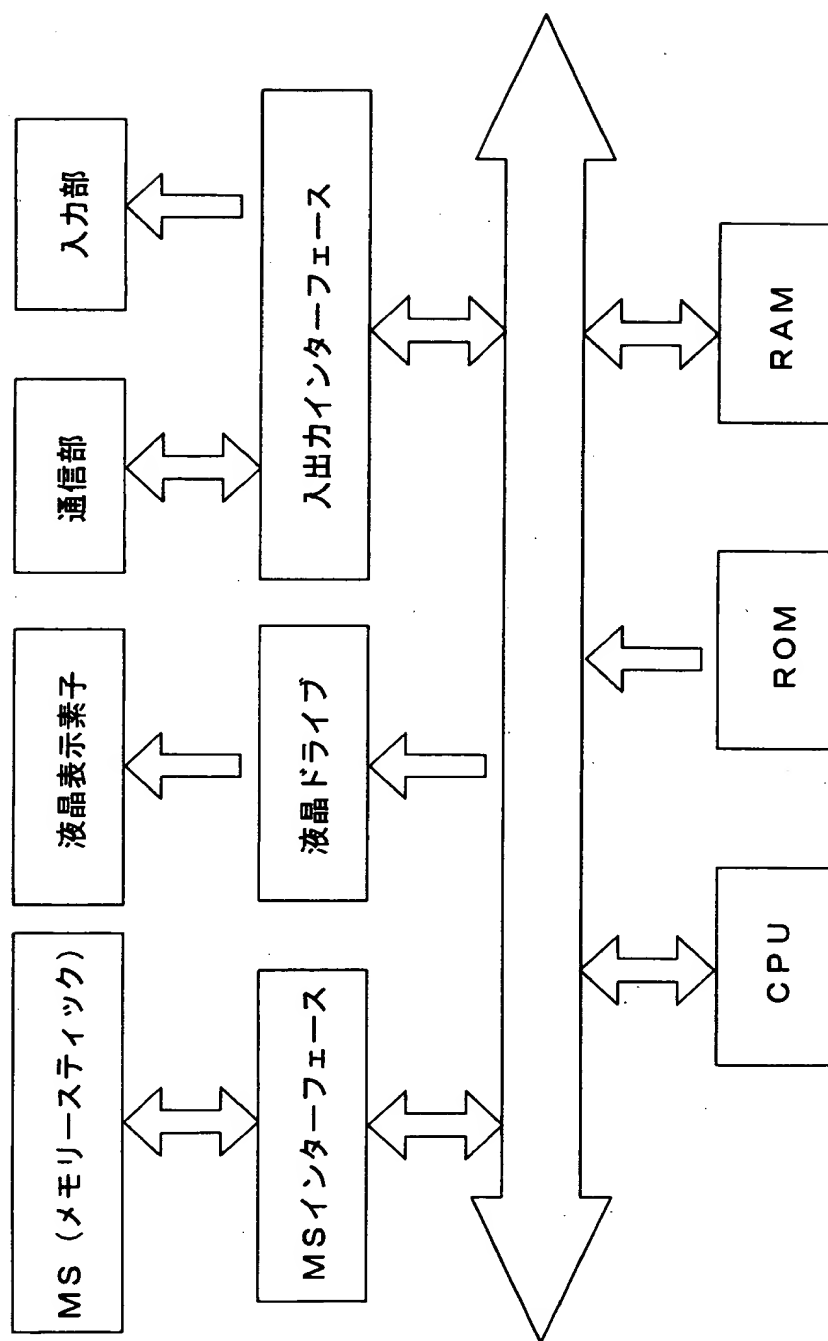 MS（メモリースティック）
液晶表示素子
通信部
入力部
MSインターフェース
液晶ドライブ
入出力インターフェース
CPU
ROM
RAM